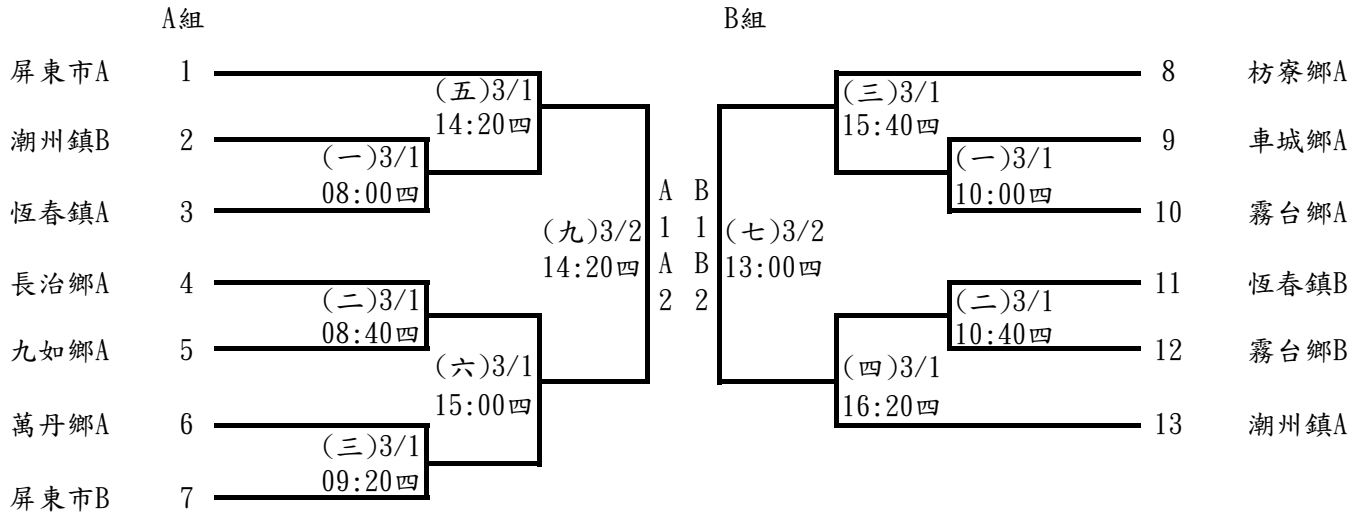 A組 B組
屏東市A 1 8 枋寮鄉A
(五)3/1 (三)3/1
14:20四 15:40四
潮州鎮B 2 9 車城鄉A
(一)3/1 (一)3/1
08:00四 10:00四
恆春鎮A 3 10 霧台鄉A
A1A2 B1B2
(九)3/2 (七)3/2
14:20四 13:00四
長治鄉A 4 11 恆春鎮B
(二)3/1 (二)3/1
08:40四 10:40四
九如鄉A 5 12 霧台鄉B
(六)3/1 (四)3/1
15:00四 16:20四
萬丹鄉A 6 13 潮州鎮A
(三)3/1
09:20四
屏東市B 7